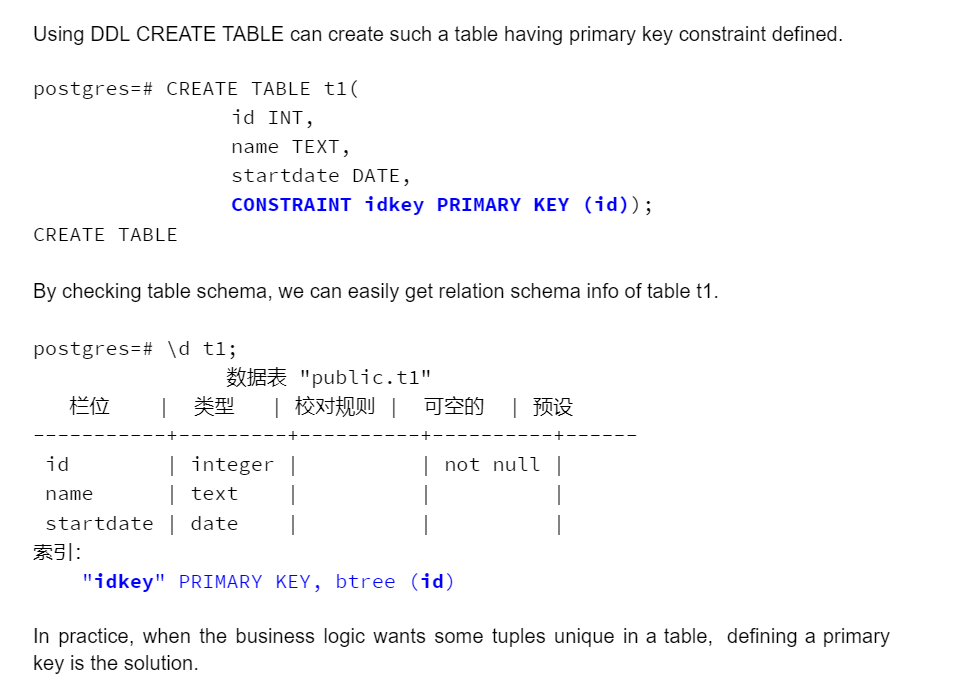 Using DDL CREATE TABLE can create such a table having primary key constraint defined.
postgres=# CREATE TABLE t1(
id INT,
name TEXT,
startdate DATE,
CONSTRAINT idkey PRIMARY KEY (id));
CREATE TABLE
By checking table schema, we can easily get relation schema info of table t1.
postgres=# \d t1;
数据表 "public.t1"
栏位 | 类型 | 校对规则 | 可空的 | 预设
-----------+---------+----------+----------+------
id | integer | | not null |
name | text | | |
startdate | date | | |
索引:
"idkey" PRIMARY KEY, btree (id)
In practice, when the business logic wants some tuples unique in a table, defining a primary
key is the solution.